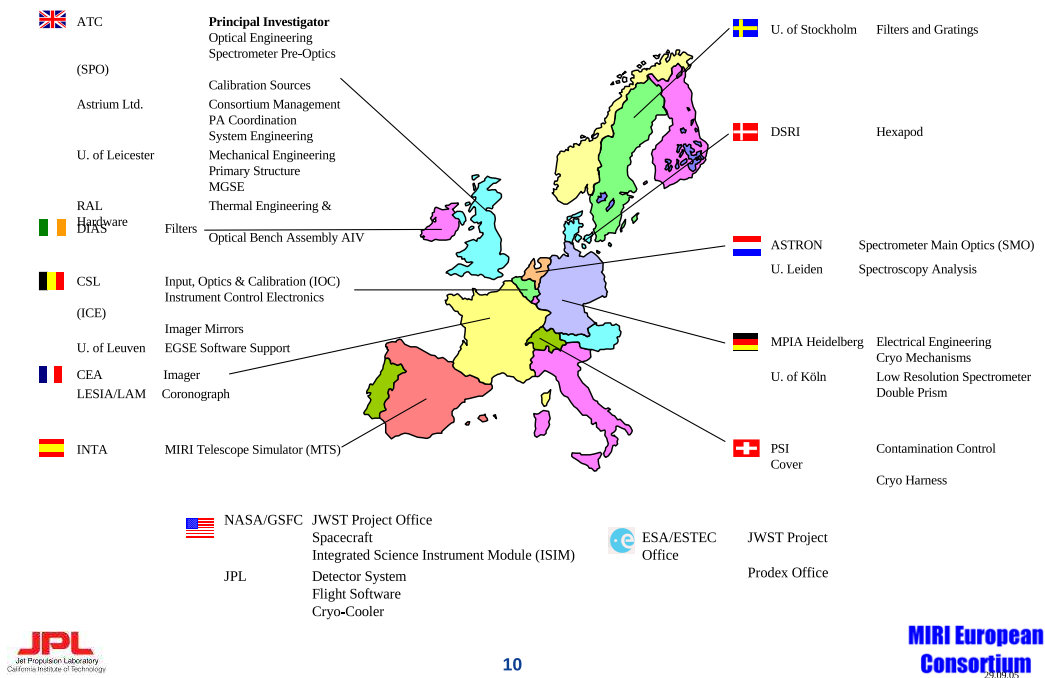 ATC Principal Investigator
Optical Engineering
Spectrometer Pre-Optics
(SPO)
Calibration Sources
Astrium Ltd. Consortium Management
PA Coordination
System Engineering
U. of Leicester Mechanical Engineering
Primary Structure
MGSE
RAL Thermal Engineering &
Hardware
DIAS Filters
Optical Bench Assembly AIV
CSL Input, Optics & Calibration (IOC)
Instrument Control Electronics
(ICE)
Imager Mirrors
U. of Leuven EGSE Software Support
CEA Imager
LESIA/LAM Coronograph
INTA MIRI Telescope Simulator (MTS)
U. of Stockholm Filters and Gratings
DSRI Hexapod
ASTRON Spectrometer Main Optics (SMO)
U. Leiden Spectroscopy Analysis
MPIA Heidelberg Electrical Engineering
Cryo Mechanisms
U. of Köln Low Resolution Spectrometer
Double Prism
PSI Contamination Control
Cover
Cryo Harness
NASA/GSFC JWST Project Office
Spacecraft
Integrated Science Instrument Module (ISIM)
JPL Detector System
Flight Software
Cryo-Cooler
esa
ESA/ESTEC JWST Project
Office
Prodex Office
JPL
Jet Propulsion Laboratory
California Institute of Technology
10
MIRI European
Consortium
29.09.05